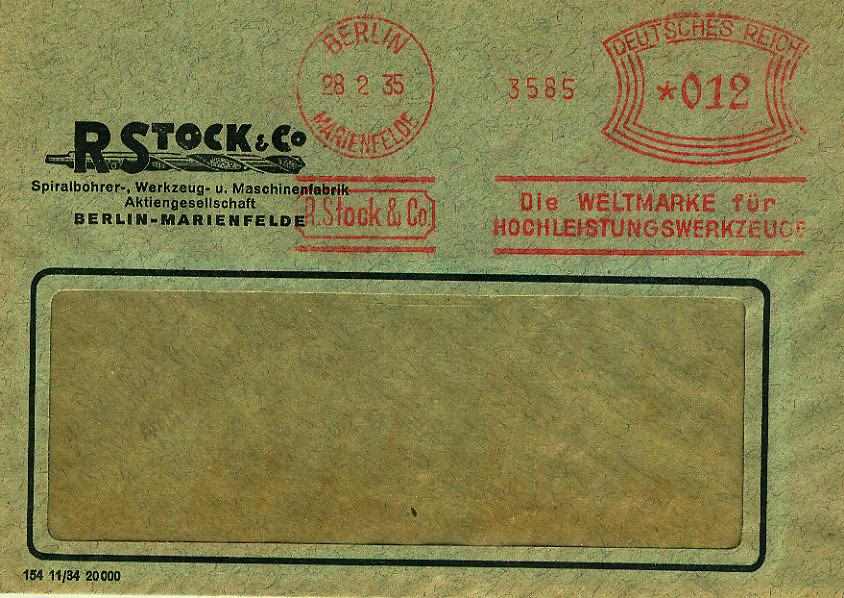 BERLIN
28 2 35
MARIENFELDE
3585
DEUTSCHES REICH
*012
R. STOCK & Co
Spiralbohrer-, Werkzeug- u. Maschinenfabrik
Aktiengesellschaft
BERLIN-MARIENFELDE
R. Stock & Co
Die WELTMARKE für
HOCHLEISTUNGSWERKZEUGE
154 11/34 20000